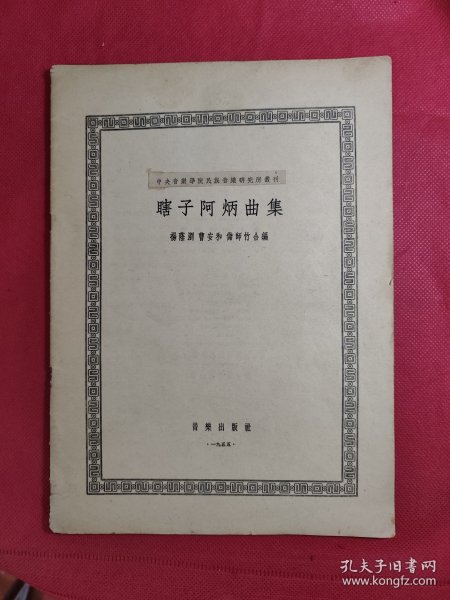 中央音樂學院民族音樂研究所叢刊
瞎子阿炳曲集
楊蔭瀏 曹安和 儲師竹合編
音樂出版社
·一九五五·
孔夫子旧书网
www.kongfz.com